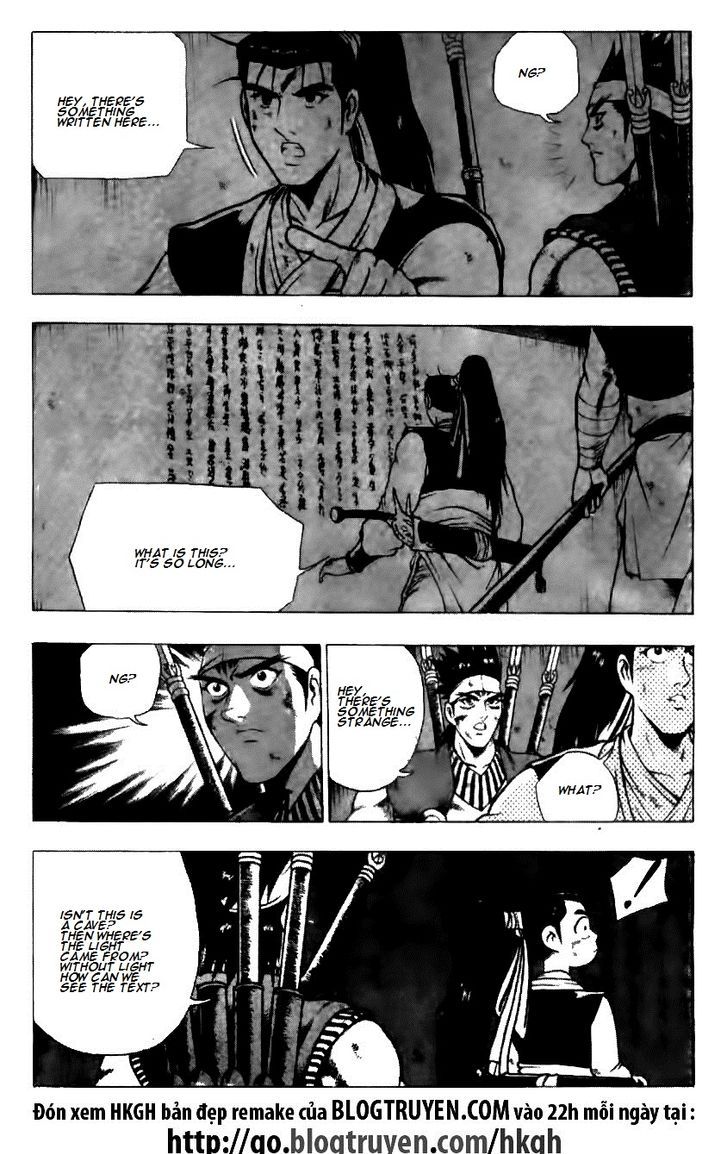 HEY, THERE'S
SOMETHING
WRITTEN HERE...
NG?
WHAT IS THIS?
IT'S SO LONG...
NG?
HEY,
THERE'S
SOMETHING
STRANGE...
WHAT?
ISN'T THIS IS
A CAVE?
THEN WHERE'S
THE LIGHT
CAME FROM?
WITHOUT LIGHT
HOW CAN WE
SEE THE TEXT?
!
Đón xem HKGH bản đẹp remake của BLOGTRUYEN.COM vào 22h mỗi ngày tại :
http://go.blogtruyen.com/hkgh